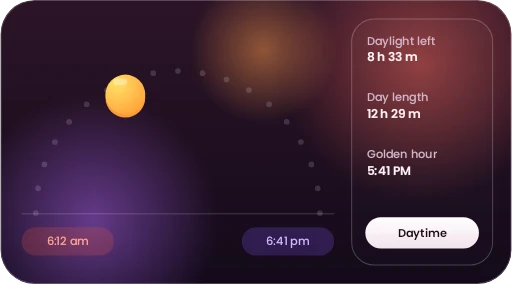 Daylight left
8 h 33 m
Day length
12 h 29 m
Golden hour
5:41 PM
6:12 am
6:41 pm
Daytime